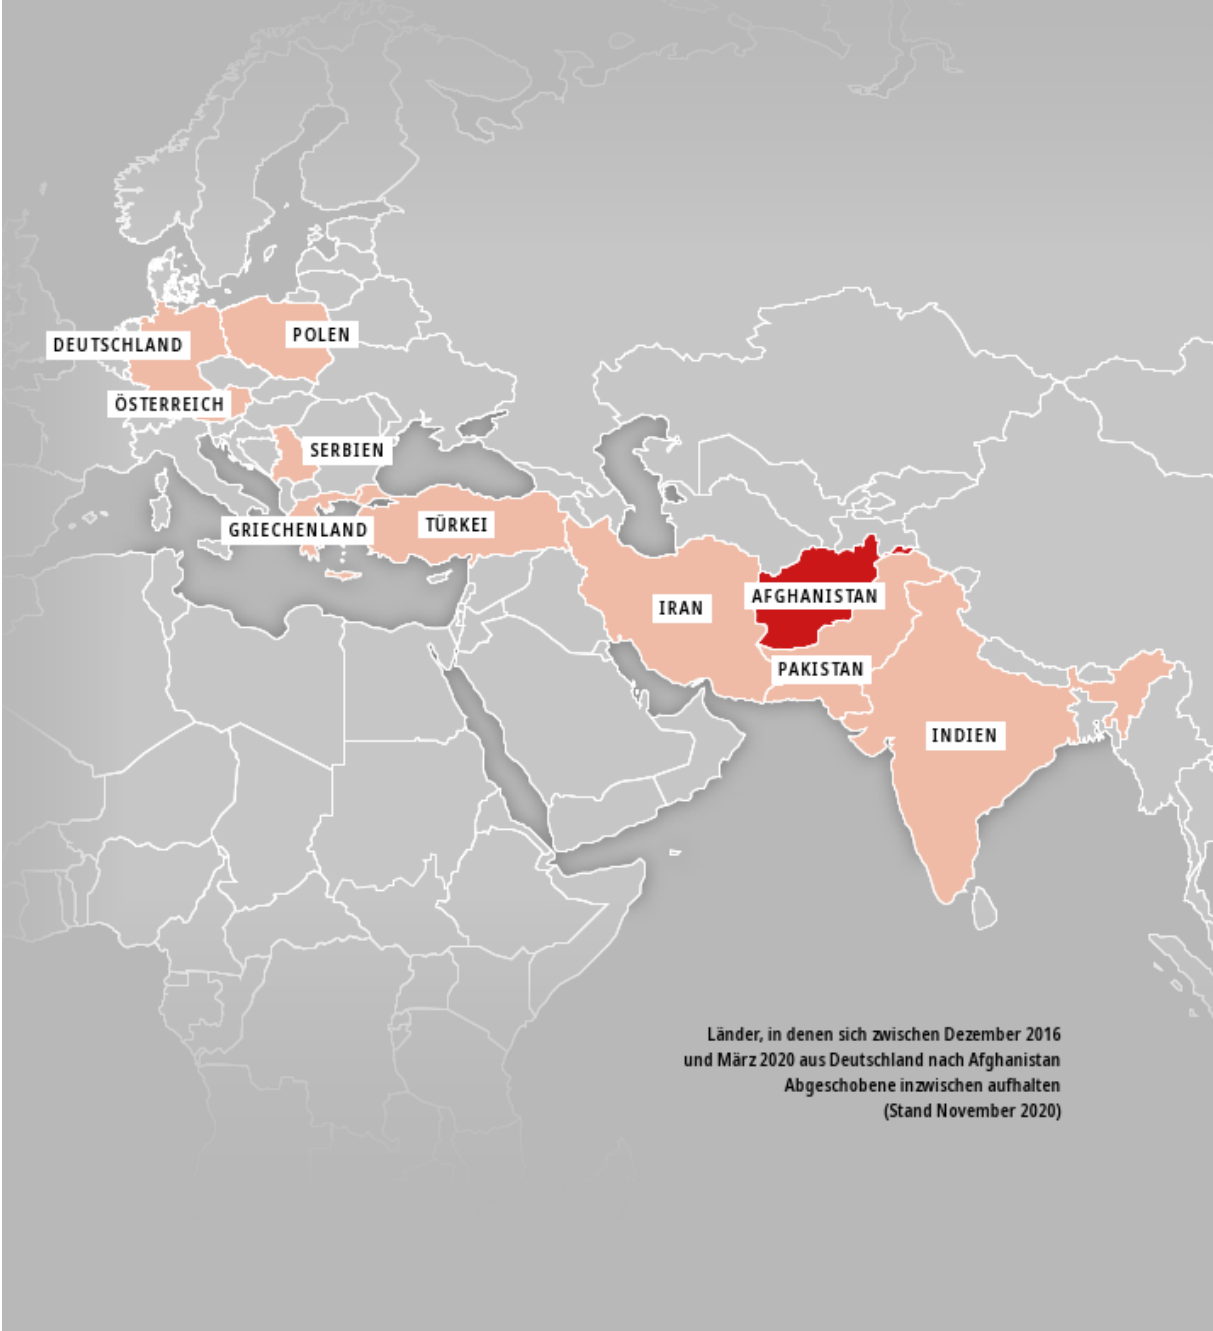 POLEN
DEUTSCHLAND
ÖSTERREICH
SERBIEN
GRIECHENLAND
TÜRKEI
AFGHANISTAN
IRAN
PAKISTAN
INDIEN
Länder, in denen sich zwischen Dezember 2016
und März 2020 aus Deutschland nach Afghanistan
Abgeschobene inzwischen aufhalten
(Stand November 2020)